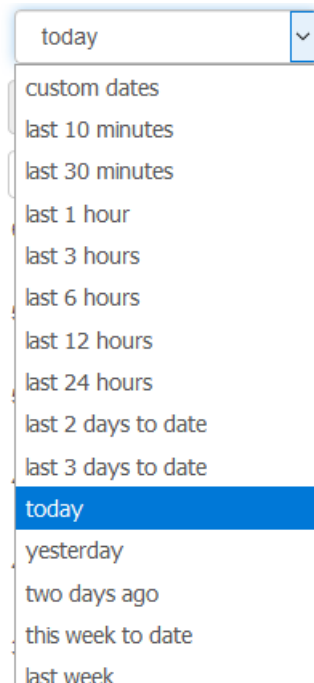 today
custom dates
last 10 minutes
last 30 minutes
last 1 hour
last 3 hours
last 6 hours
last 12 hours
last 24 hours
last 2 days to date
last 3 days to date
today
yesterday
two days ago
this week to date
last week